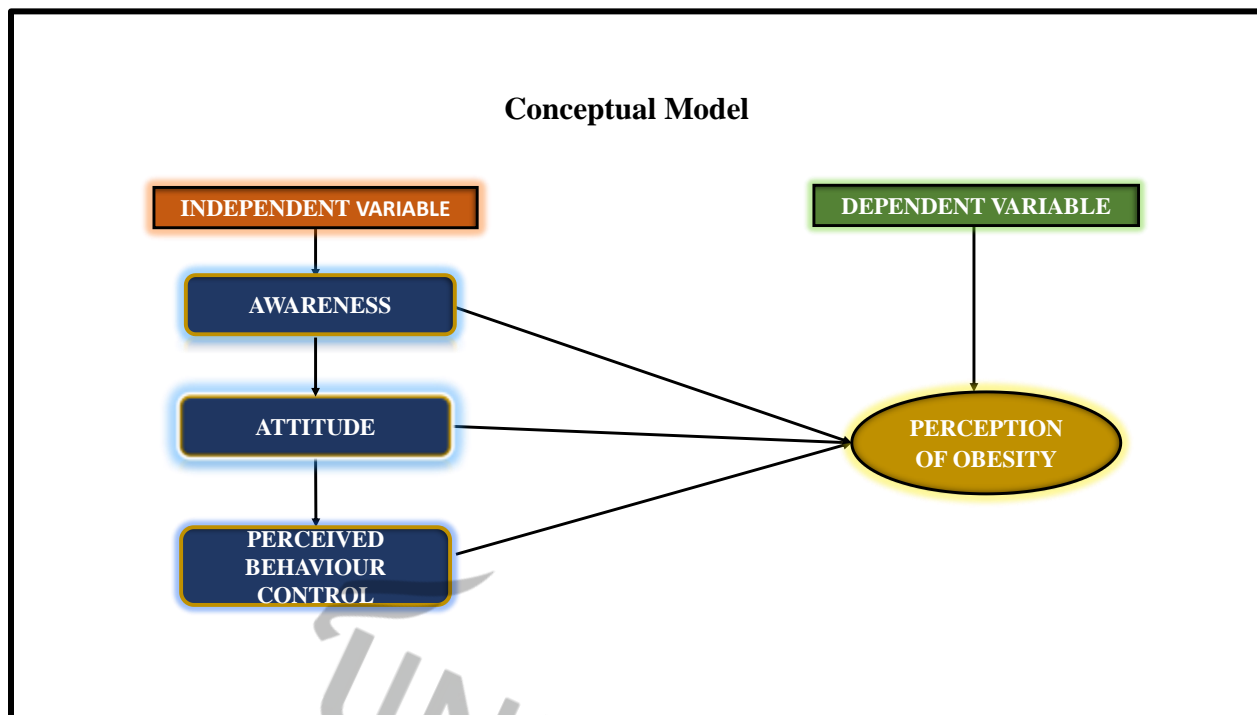 Conceptual Model
INDEPENDENT VARIABLE
DEPENDENT VARIABLE
AWARENESS
ATTITUDE
PERCEPTION
OF OBESITY
PERCEIVED
BEHAVIOUR
CONTROL